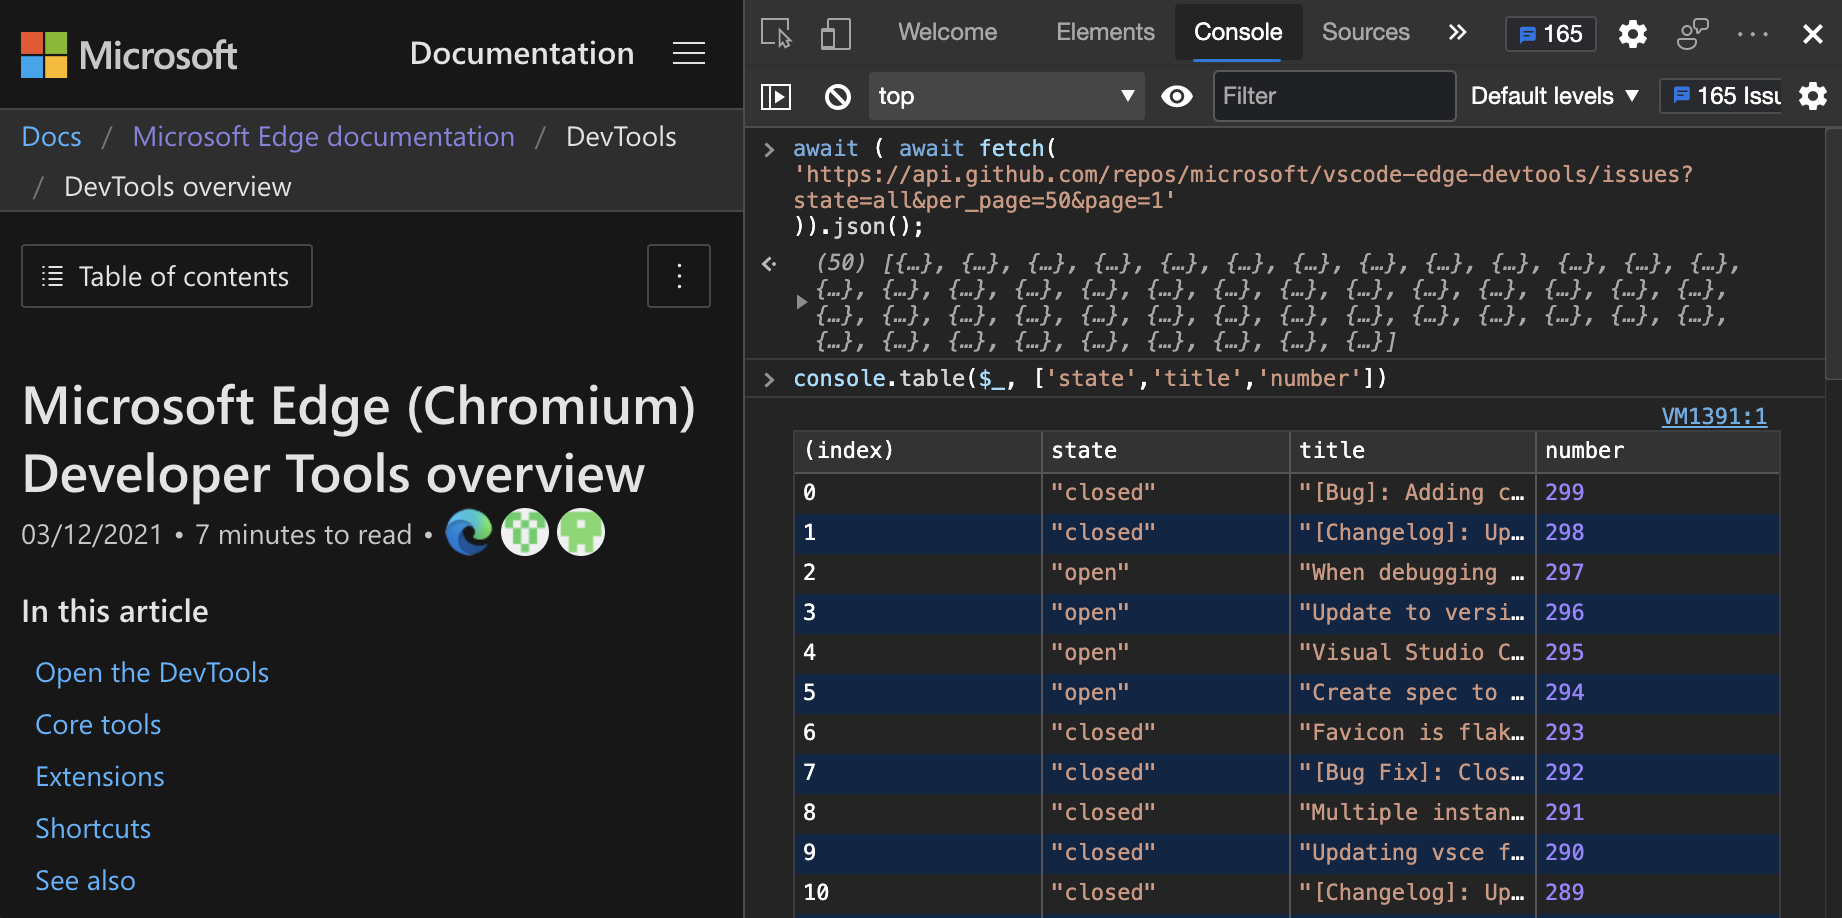 Microsoft
Documentation
Docs / Microsoft Edge documentation / DevTools
/ DevTools overview
Table of contents
Microsoft Edge (Chromium)
Developer Tools overview
03/12/2021 • 7 minutes to read •
In this article
Open the DevTools
Core tools
Extensions
Shortcuts
See also
Welcome Elements Console Sources » 165
top Filter Default levels 165 Issu
> await ( await fetch(
'https://api.github.com/repos/microsoft/vscode-edge-devtools/issues?
state=all&per_page=50&page=1'
)).json();
(50) [{…}, {…}, {…}, {…}, {…}, {…}, {…}, {…}, {…}, {…}, {…}, {…}, {…},
{…}, {…}, {…}, {…}, {…}, {…}, {…}, {…}, {…}, {…}, {…}, {…}, {…}, {…},
{…}, {…}, {…}, {…}, {…}, {…}, {…}, {…}, {…}, {…}, {…}, {…}, {…}, {…},
{…}, {…}, {…}, {…}, {…}, {…}, {…}, {…}, {…}]
> console.table($_, ['state','title','number'])
VM1391:1
(index) state title number
0 "closed" "[Bug]: Adding c… 299
1 "closed" "[Changelog]: Up… 298
2 "open" "When debugging … 297
3 "open" "Update to versi… 296
4 "open" "Visual Studio C… 295
5 "open" "Create spec to … 294
6 "closed" "Favicon is flak… 293
7 "closed" "[Bug Fix]: Clos… 292
8 "closed" "Multiple instan… 291
9 "closed" "Updating vsce f… 290
10 "closed" "[Changelog]: Up… 289